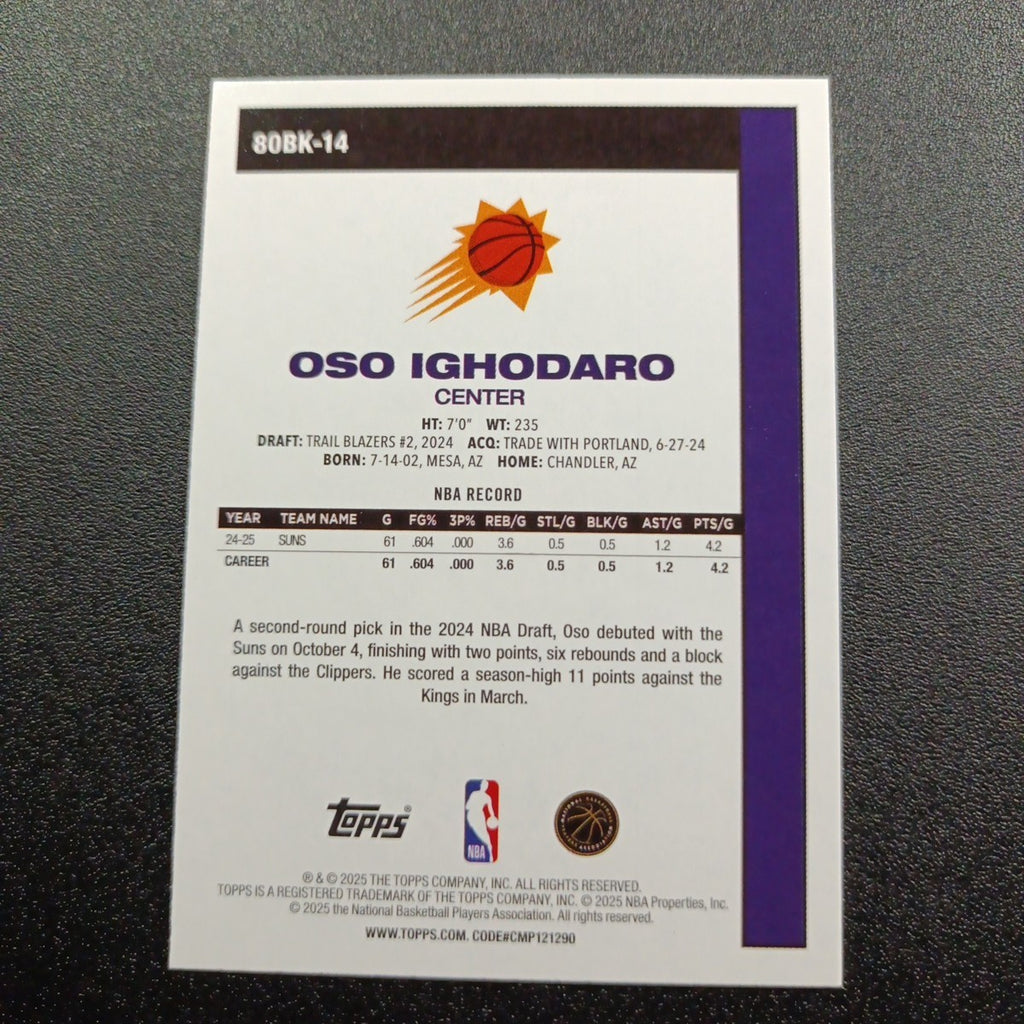 80BK-14
OSO IGHODARO
CENTER
HT: 7'0" WT: 235
DRAFT: TRAIL BLAZERS #2, 2024 ACQ: TRADE WITH PORTLAND, 6-27-24
BORN: 7-14-02, MESA, AZ HOME: CHANDLER, AZ
NBA RECORD
YEAR TEAM NAME G FG% 3P% REB/G STL/G BLK/G AST/G PTS/G
24-25 SUNS 61 .604 .000 3.6 0.5 0.5 1.2 4.2
CAREER 61 .604 .000 3.6 0.5 0.5 1.2 4.2
A second-round pick in the 2024 NBA Draft, Oso debuted with the
Suns on October 4, finishing with two points, six rebounds and a block
against the Clippers. He scored a season-high 11 points against the
Kings in March.
Topps®
NBA
® & © 2025 THE TOPPS COMPANY, INC. ALL RIGHTS RESERVED.
TOPPS IS A REGISTERED TRADEMARK OF THE TOPPS COMPANY, INC. © 2025 NBA Properties, Inc.
© 2025 the National Basketball Players Association. All rights reserved.
WWW.TOPPS.COM. CODE#CMP121290